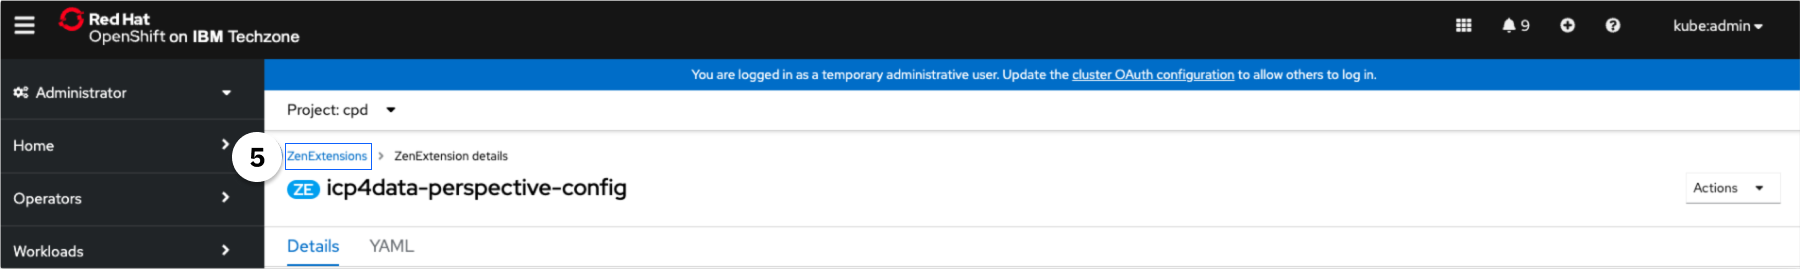 Red Hat
OpenShift on IBM Techzone
9
kube:admin
You are logged in as a temporary administrative user. Update the cluster OAuth configuration to allow others to log in.
Administrator
Project: cpd
Home
5
ZenExtensions > ZenExtension details
ZE icp4data-perspective-config
Actions
Operators
Details YAML
Workloads